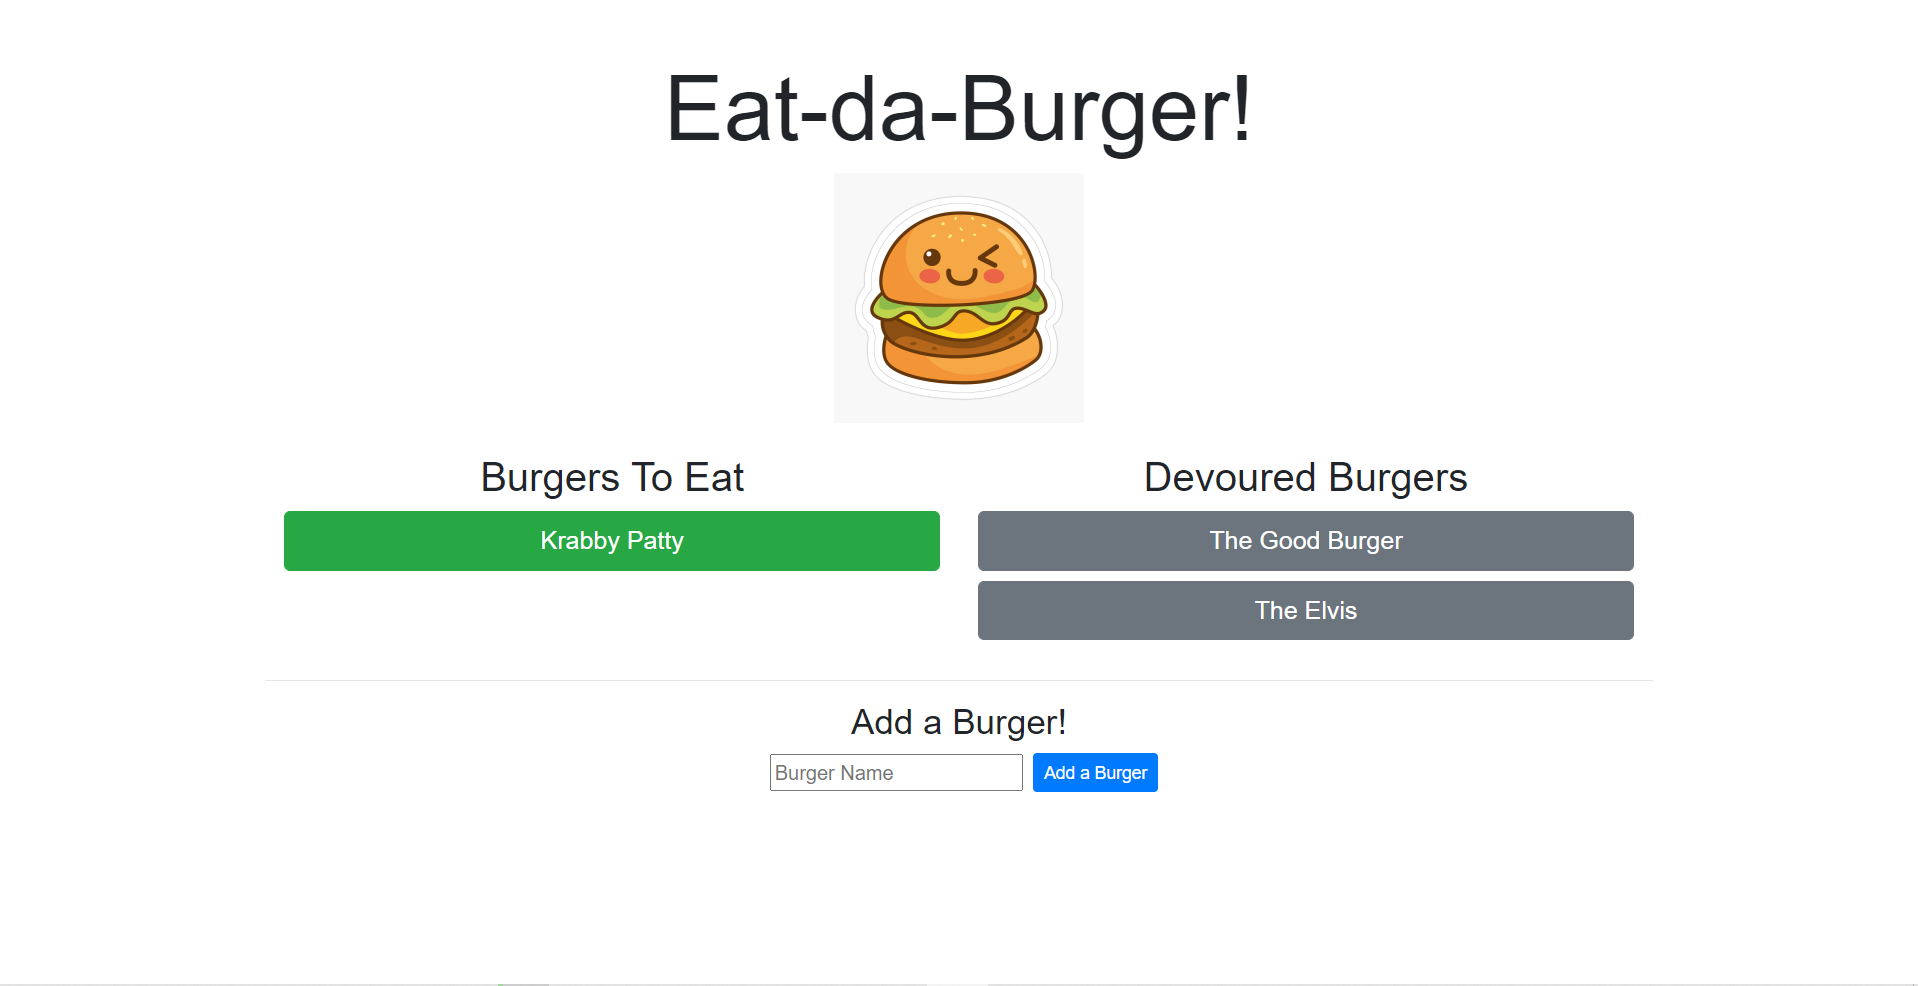 Eat-da-Burger!
Burgers To Eat
Krabby Patty
Devoured Burgers
The Good Burger
The Elvis
Add a Burger!
Burger Name
Add a Burger